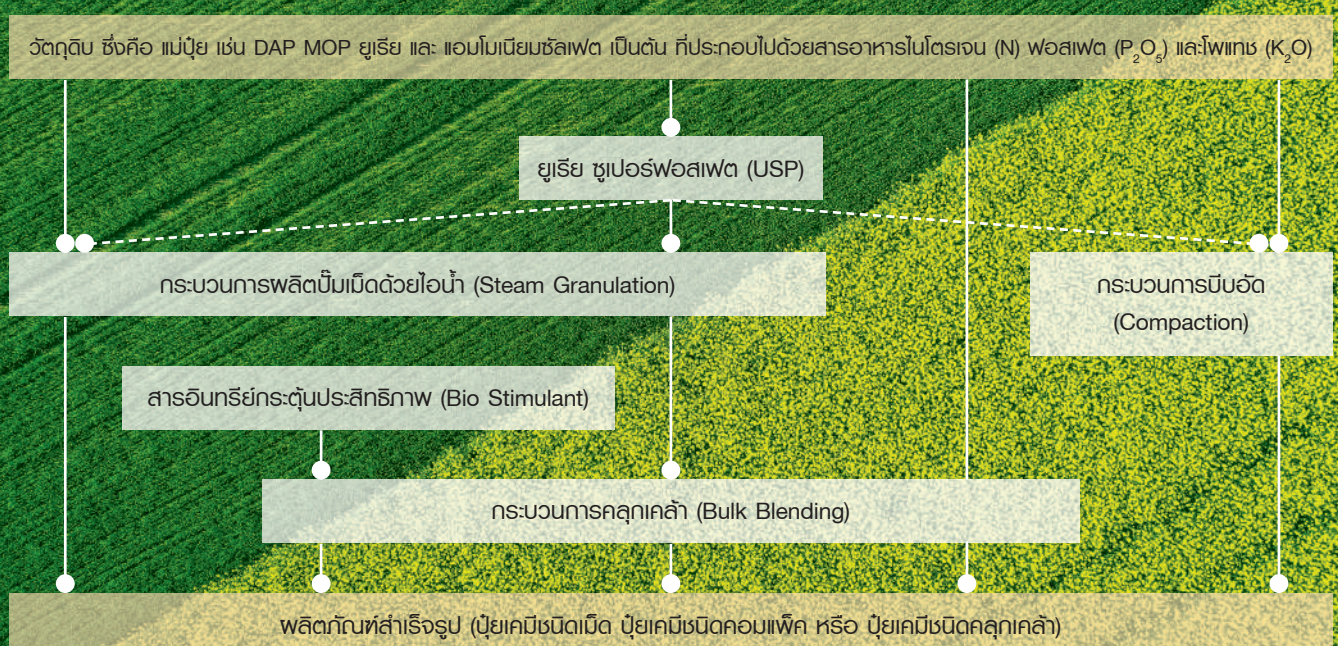 วัตถุดิบ ซึ่งคือ แม่ปุ๋ย เช่น DAP MOP ยูเรีย และ แอมโมเนียมซัลเฟต เป็นต้น ที่ประกอบไปด้วยสารอาหารไนโตรเจน (N) ฟอสเฟต (P₂O₅) และโพแทช (K₂O)
ยูเรีย ซูเปอร์ฟอสเฟต (USP)
กระบวนการผลิตปั๊มเม็ดด้วยไอน้ำ (Steam Granulation)
กระบวนการบีบอัด
(Compaction)
สารอินทรีย์กระตุ้นประสิทธิภาพ (Bio Stimulant)
กระบวนการคลุกเคล้า (Bulk Blending)
ผลิตภัณฑ์สำเร็จรูป (ปุ๋ยเคมีชนิดเม็ด ปุ๋ยเคมีชนิดคอมแพ็ค หรือ ปุ๋ยเคมีชนิดคลุกเคล้า)